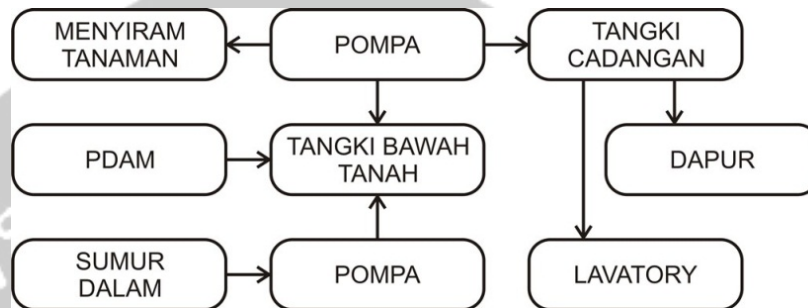 MENYIRAM
TANAMAN
POMPA
TANGKI
CADANGAN
PDAM
TANGKI BAWAH
TANAH
DAPUR
SUMUR
DALAM
POMPA
LAVATORY